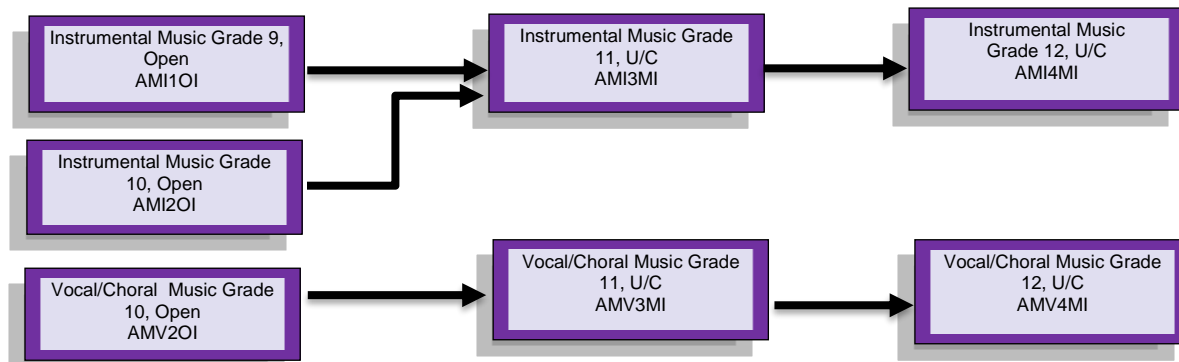 Instrumental Music Grade 9,
Open
AMI1OI
Instrumental Music Grade
11, U/C
AMI3MI
Instrumental Music
Grade 12, U/C
AMI4MI
Instrumental Music Grade
10, Open
AMI2OI
Vocal/Choral Music Grade
10, Open
AMV2OI
Vocal/Choral Music Grade
11, U/C
AMV3MI
Vocal/Choral Music Grade
12, U/C
AMV4MI